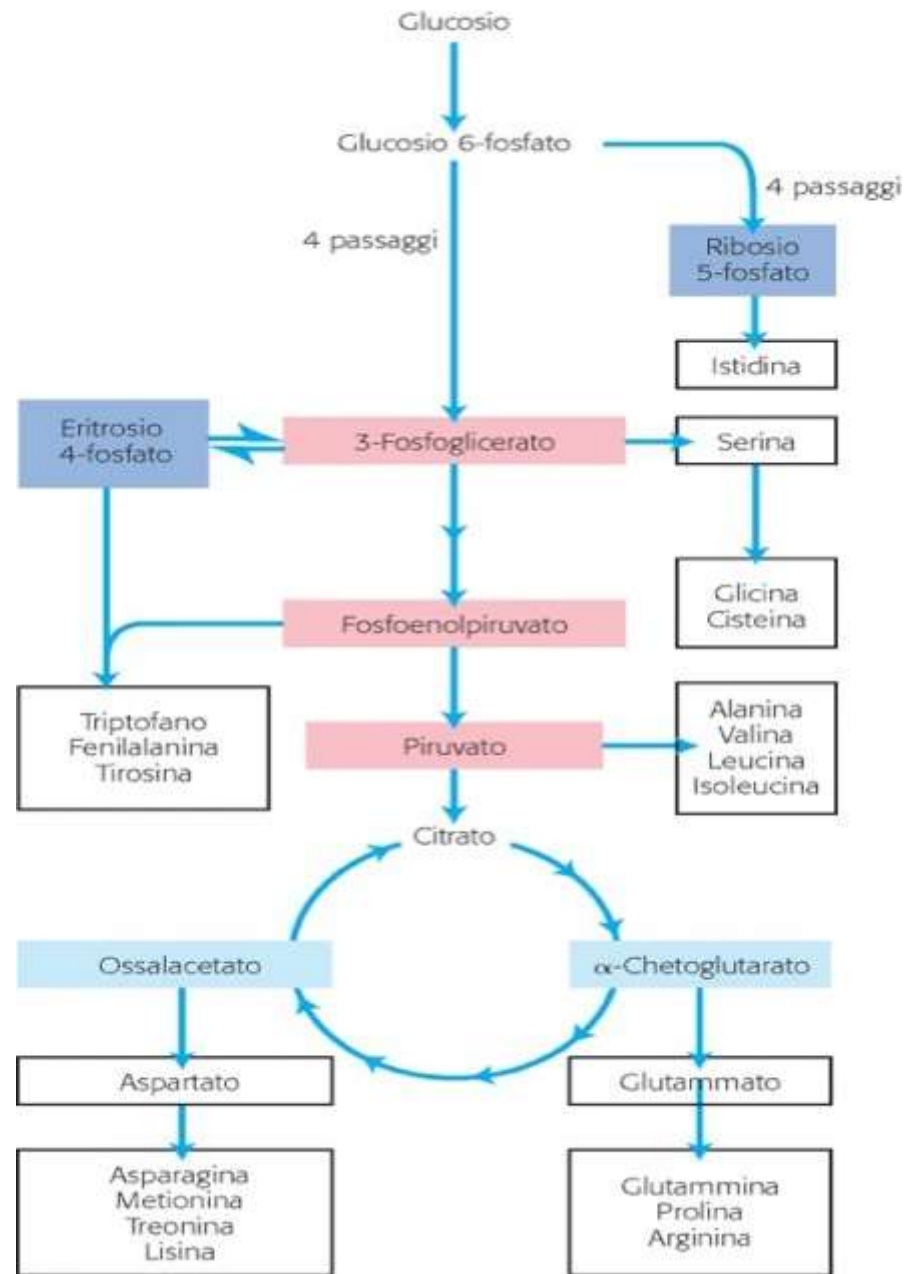 Glucosio
Glucosio 6-fosfato
4 passaggi
4 passaggi
Ribosio
5-fosfato
Istidina
Eritrosio
4-fosfato
3-Fosfoglicerato
Serina
Glicina
Cisteina
Fosfoenolpiruvato
Triptofano
Fenilalanina
Tirosina
Piruvato
Alanina
Valina
Leucina
Isoleucina
Citrato
Ossalacetato
α-Chetoglutarato
Aspartato
Glutammato
Asparagina
Metionina
Treonina
Lisina
Glutammina
Prolina
Arginina